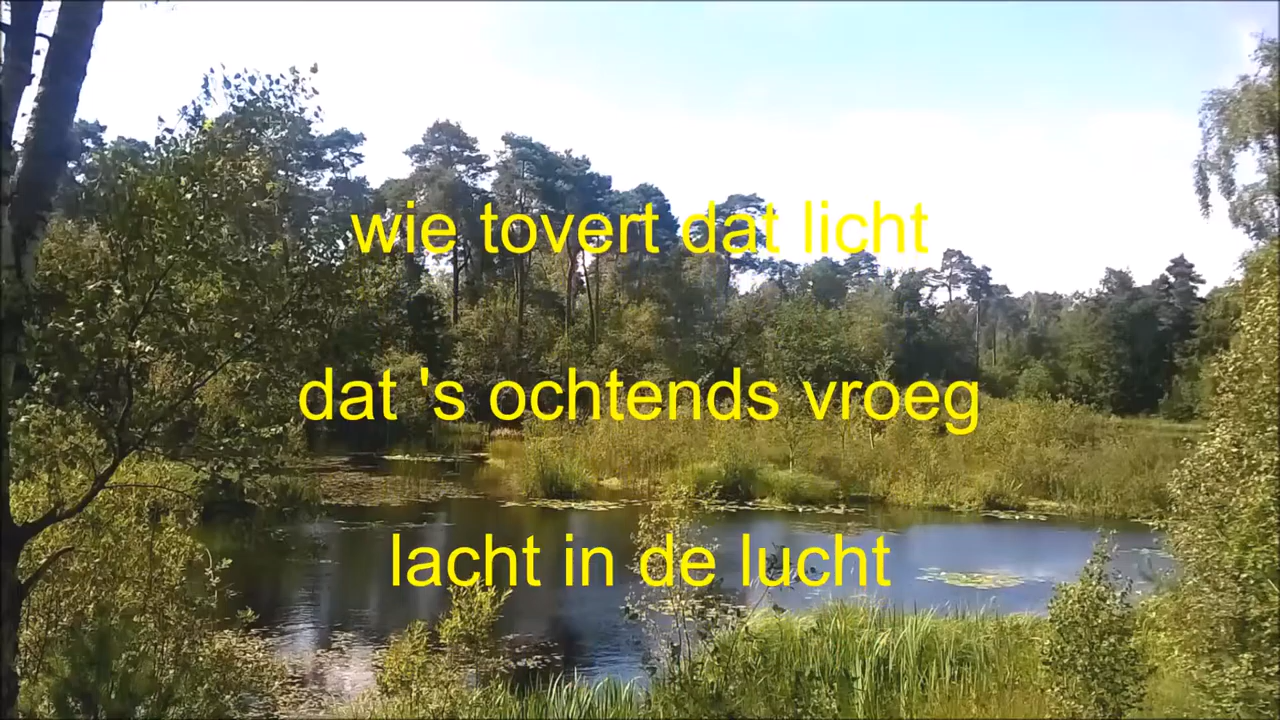 wie tovert dat licht
dat 's ochtends vroeg
lacht in de lucht